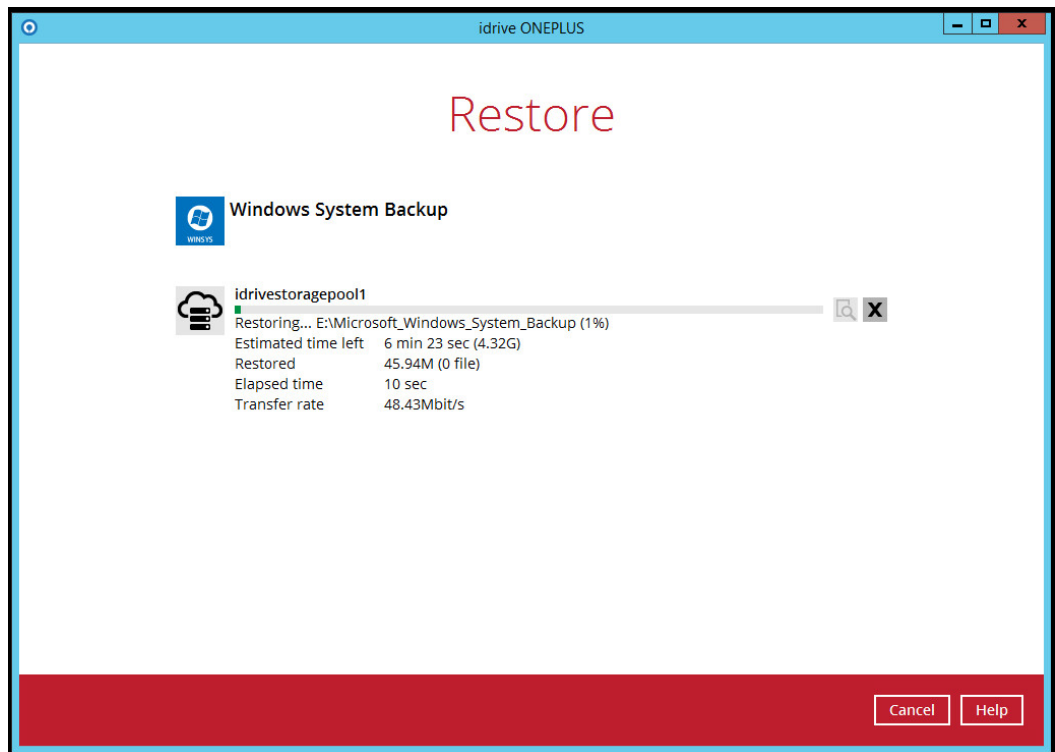 idrive ONEPLUS
Restore
Windows System Backup
WINSYS
idrivestoragepool1
Restoring... E:\Microsoft_Windows_System_Backup (1%)
Estimated time left 6 min 23 sec (4.32G)
Restored 45.94M (0 file)
Elapsed time 10 sec
Transfer rate 48.43Mbit/s
Cancel Help